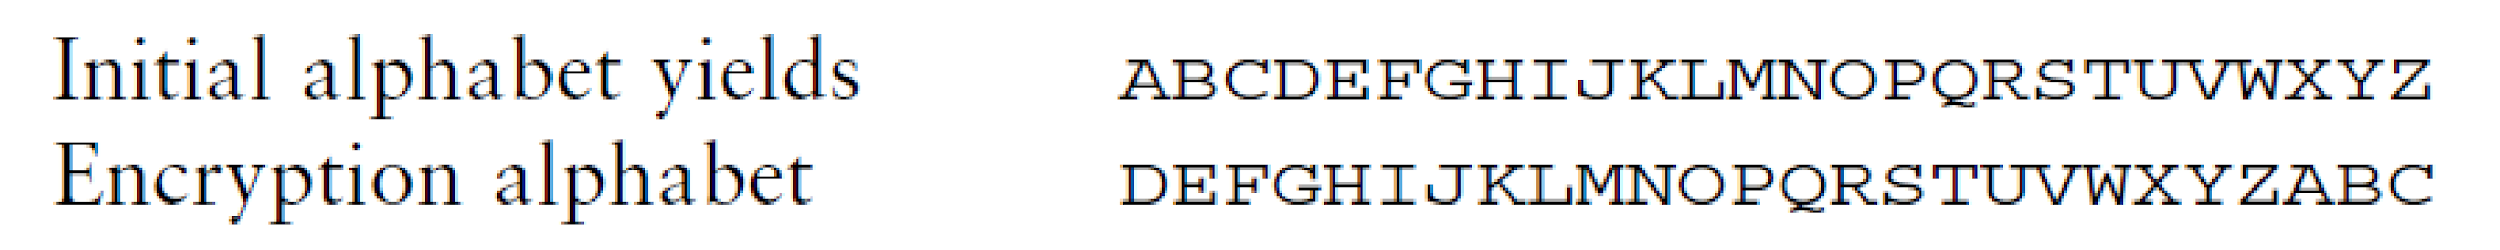 Initial alphabet yields ABCDEFGHIJKLMNOPQRSTUVWXYZ
Encryption alphabet DEFGHIJKLMNOPQRSTUVWXYZABC